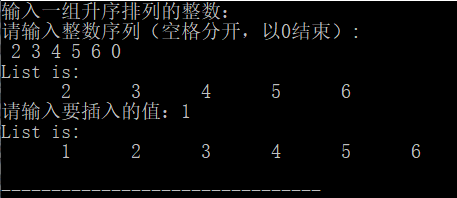 输入一组升序排列的整数：
请输入整数序列（空格分开，以0结束）：
2 3 4 5 6 0
List is:
2 3 4 5 6
请输入要插入的值：1
List is:
1 2 3 4 5 6
--------------------------------